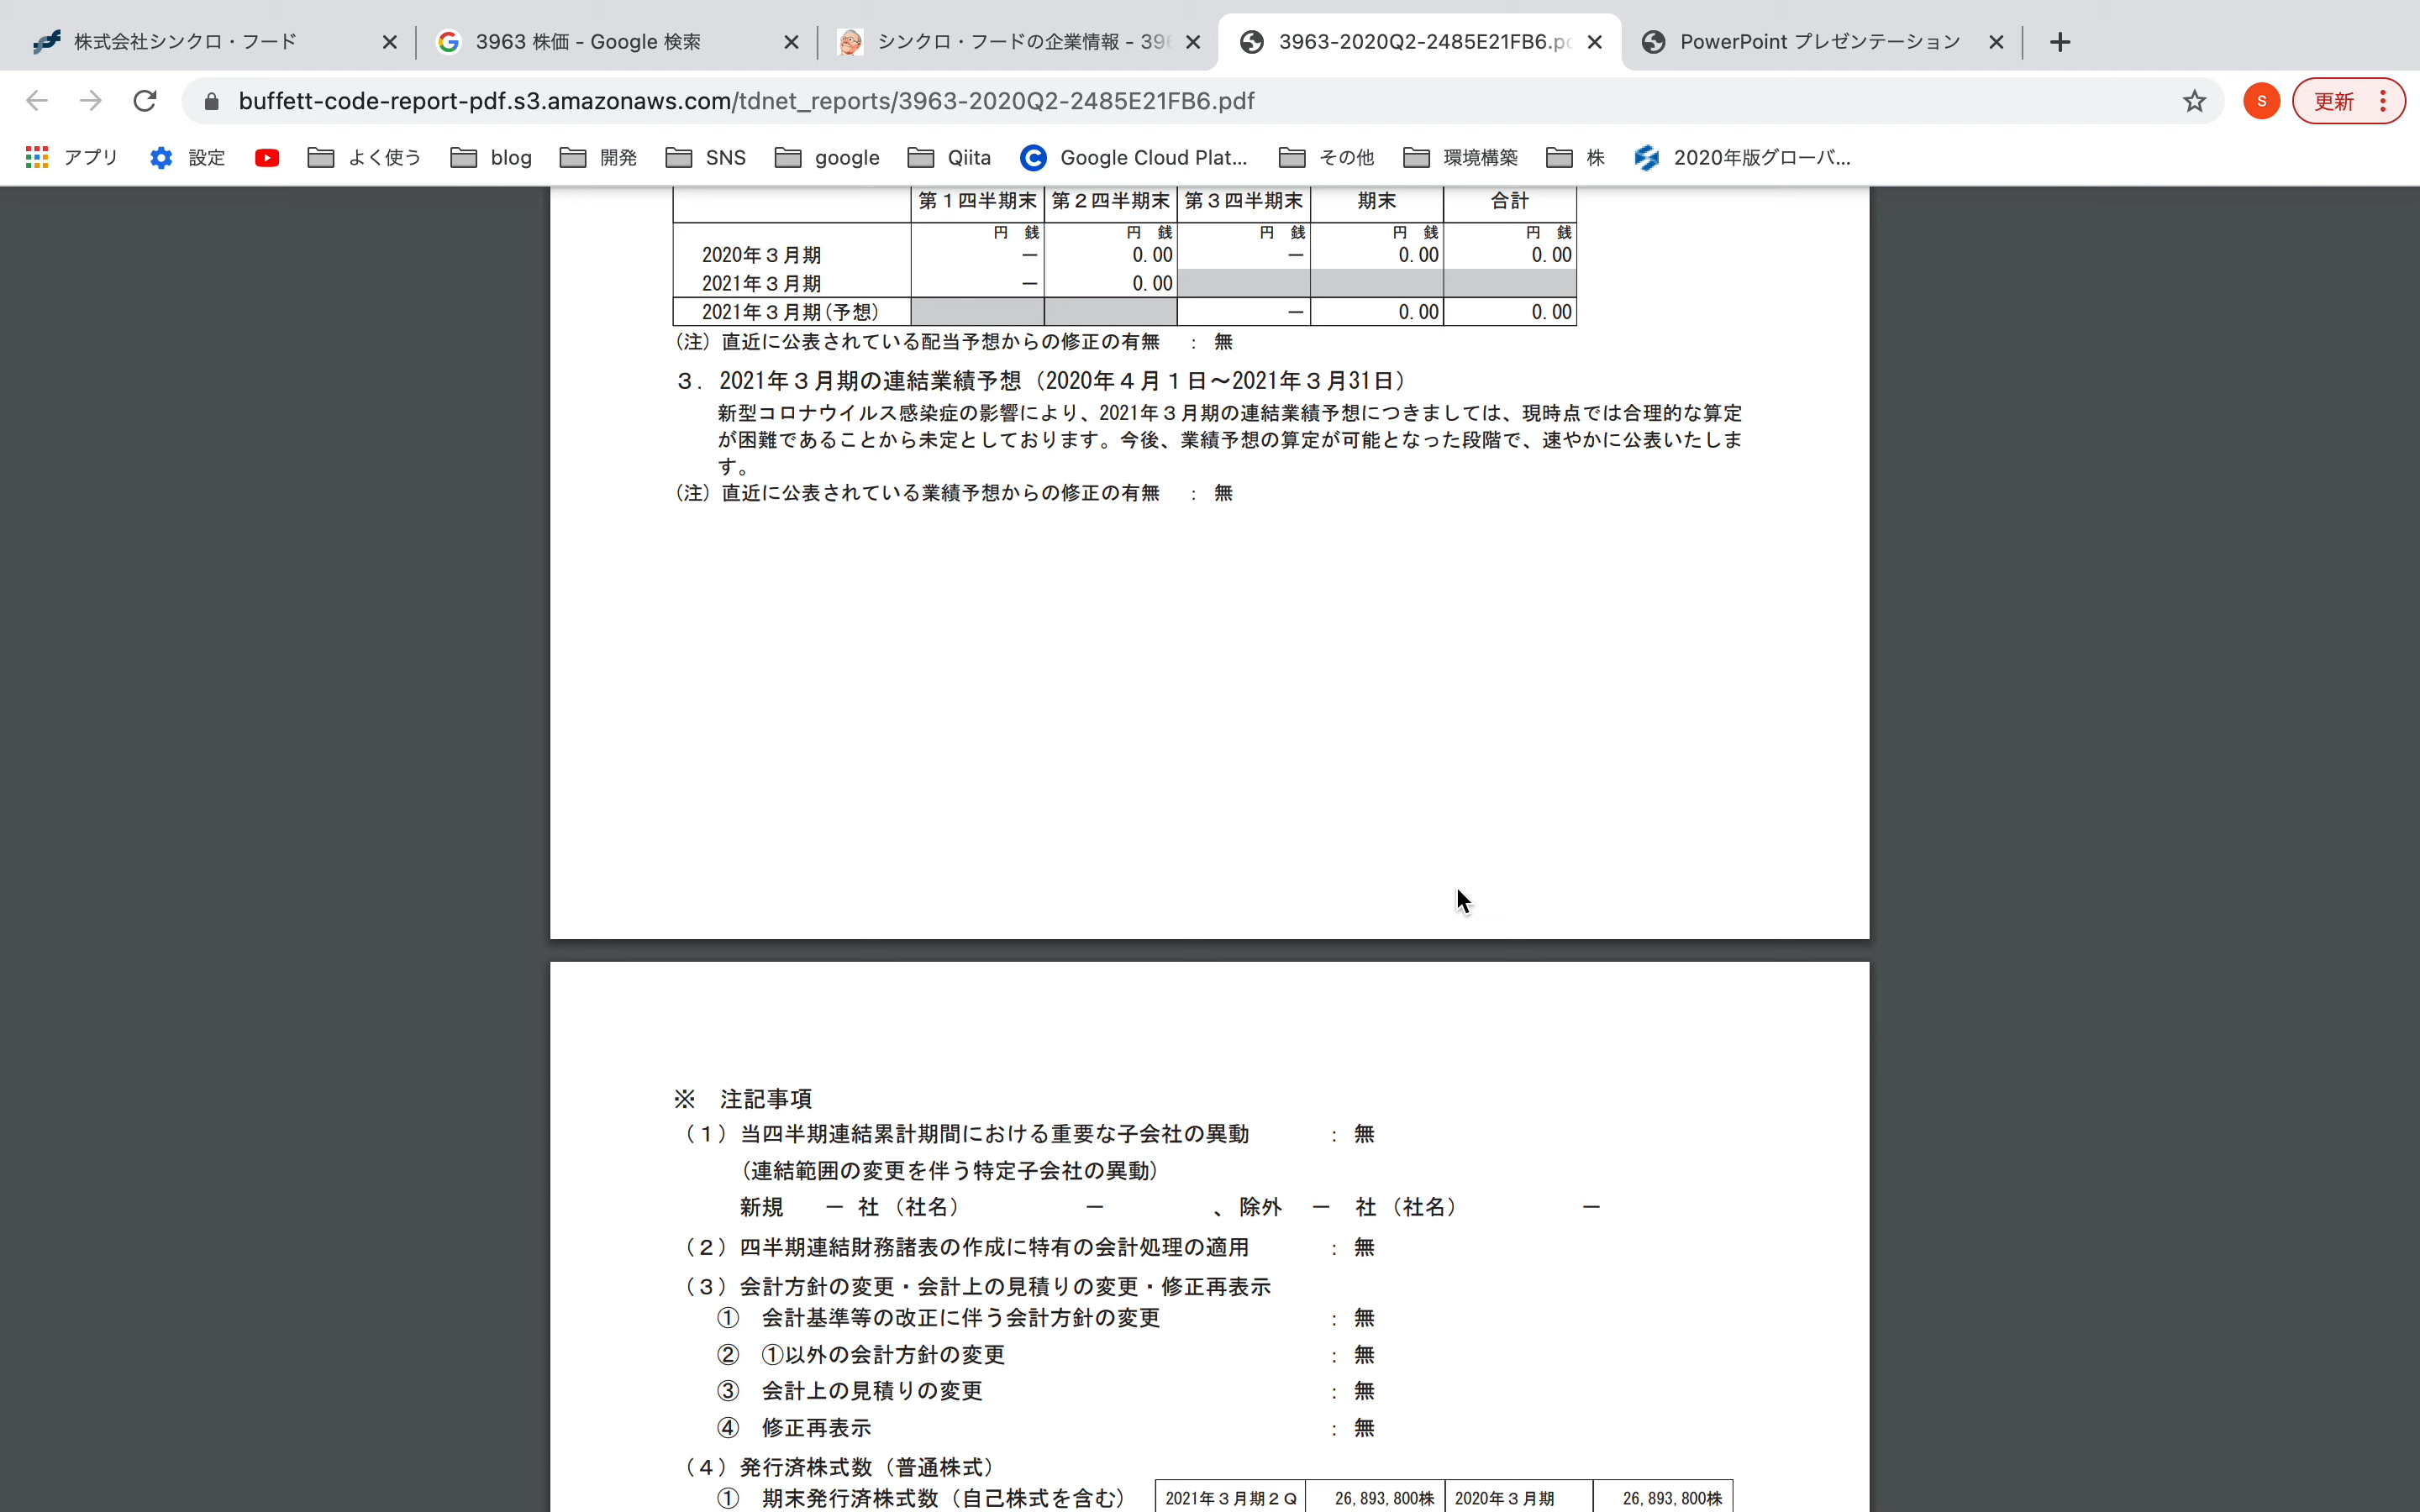 株式会社シンクロ・フード
3963 株価 - Google 検索
シンクロ・フードの企業情報 - 396
3963-2020Q2-2485E21FB6.pd
PowerPoint プレゼンテーション
buffett-code-report-pdf.s3.amazonaws.com/tdnet_reports/3963-2020Q2-2485E21FB6.pdf
s
更新
アプリ 設定 よく使う blog 開発 SNS google Qiita Google Cloud Plat... その他 環境構築 株 2020年版グローバ...
第1四半期末 第2四半期末 第3四半期末 期末 合計
円 銭 円 銭 円 銭 円 銭 円 銭
2020年3月期 － 0.00 － 0.00 0.00
2021年3月期 － 0.00
2021年3月期(予想) － 0.00 0.00
(注) 直近に公表されている配当予想からの修正の有無 : 無
3. 2021年3月期の連結業績予想（2020年4月1日～2021年3月31日）
新型コロナウイルス感染症の影響により、2021年3月期の連結業績予想につきましては、現時点では合理的な算定
が困難であることから未定としております。今後、業績予想の算定が可能となった段階で、速やかに公表いたしま
す。
(注) 直近に公表されている業績予想からの修正の有無 : 無
※ 注記事項
（1）当四半期連結累計期間における重要な子会社の異動 : 無
(連結範囲の変更を伴う特定子会社の異動)
新規 － 社（社名） － 、除外 － 社（社名） －
（2）四半期連結財務諸表の作成に特有の会計処理の適用 : 無
（3）会計方針の変更・会計上の見積りの変更・修正再表示
① 会計基準等の改正に伴う会計方針の変更 : 無
② ①以外の会計方針の変更 : 無
③ 会計上の見積りの変更 : 無
④ 修正再表示 : 無
（4）発行済株式数（普通株式）
① 期末発行済株式数（自己株式を含む） 2021年3月期2Q 26,893,800株 2020年3月期 26,893,800株